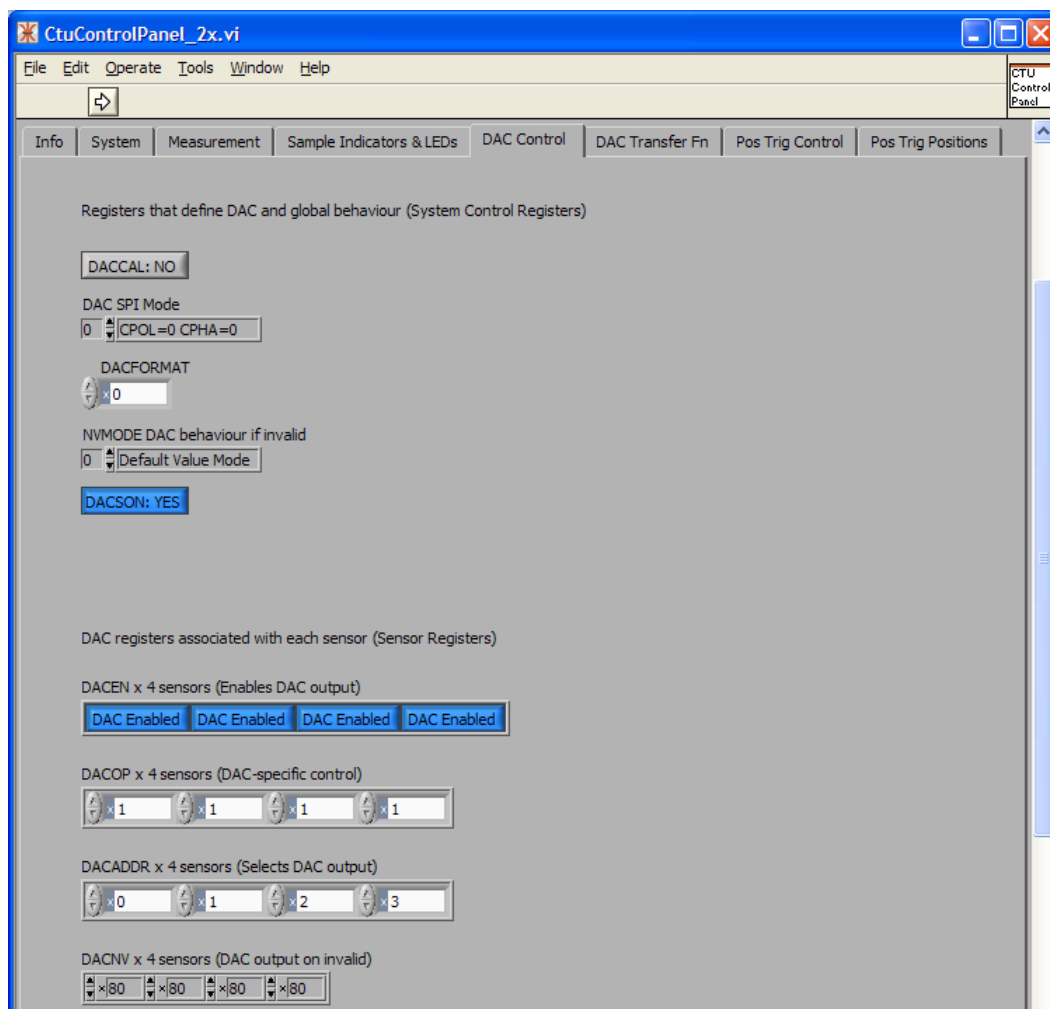 CtuControlPanel_2x.vi
File Edit Operate Tools Window Help
CTU
Control
Panel
Info System Measurement Sample Indicators & LEDs DAC Control DAC Transfer Fn Pos Trig Control Pos Trig Positions
Registers that define DAC and global behaviour (System Control Registers)
DACCAL: NO
DAC SPI Mode
0 CPOL=0 CPHA=0
DACFORMAT
x 0
NVMODE DAC behaviour if invalid
0 Default Value Mode
DACSON: YES
DAC registers associated with each sensor (Sensor Registers)
DACEN x 4 sensors (Enables DAC output)
DAC Enabled DAC Enabled DAC Enabled DAC Enabled
DACOP x 4 sensors (DAC-specific control)
x 1 x 1 x 1 x 1
DACADDR x 4 sensors (Selects DAC output)
x 0 x 1 x 2 x 3
DACNV x 4 sensors (DAC output on invalid)
x 80 x 80 x 80 x 80